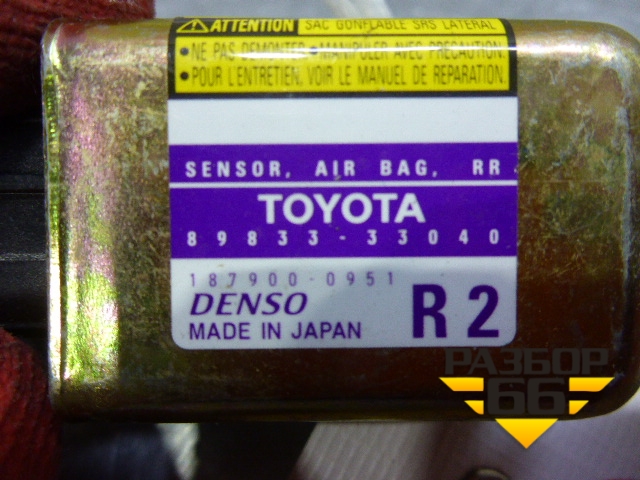 ATTENTION SAC GONFLABLE SRS LATERAL
•NE PAS DEMONTER •MANIPULER AVEC PRECAUTION.
•POUR L'ENTRETIEN, VOIR LE MANUEL DE REPARATION.
SENSOR, AIR BAG, RR
TOYOTA
89833-33040
187900-0951
DENSO
MADE IN JAPAN
R2
РАЗБОР
66